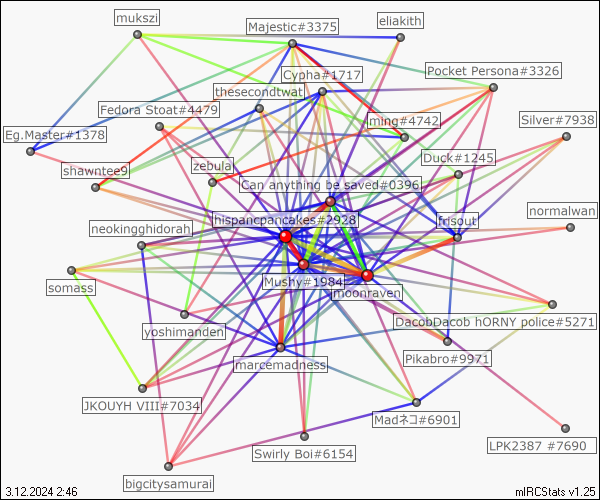 mukszi
eliakith
Majestic#3375
Cypha#1717
Pocket Persona#3326
thesecondtwat
Fedora Stoat#4479
ming#4742
Silver#7938
Eg.Master#1378
shawntee9
zebula
Duck#1245
Can anything be saved#0396
normalwan
hispancpancakes#2928
frisout
neokingghidorah
somass
Mushy#1984
moonraven
DacobDacob hORNY police#5271
yoshimanden
Pikabro#9971
marcemadness
JKOUYH VIII#7034
Madネコ#6901
LPK2387 #7690
Swirly Boi#6154
bigcitysamurai
3.12.2024 2:46
mIRCStats v1.25